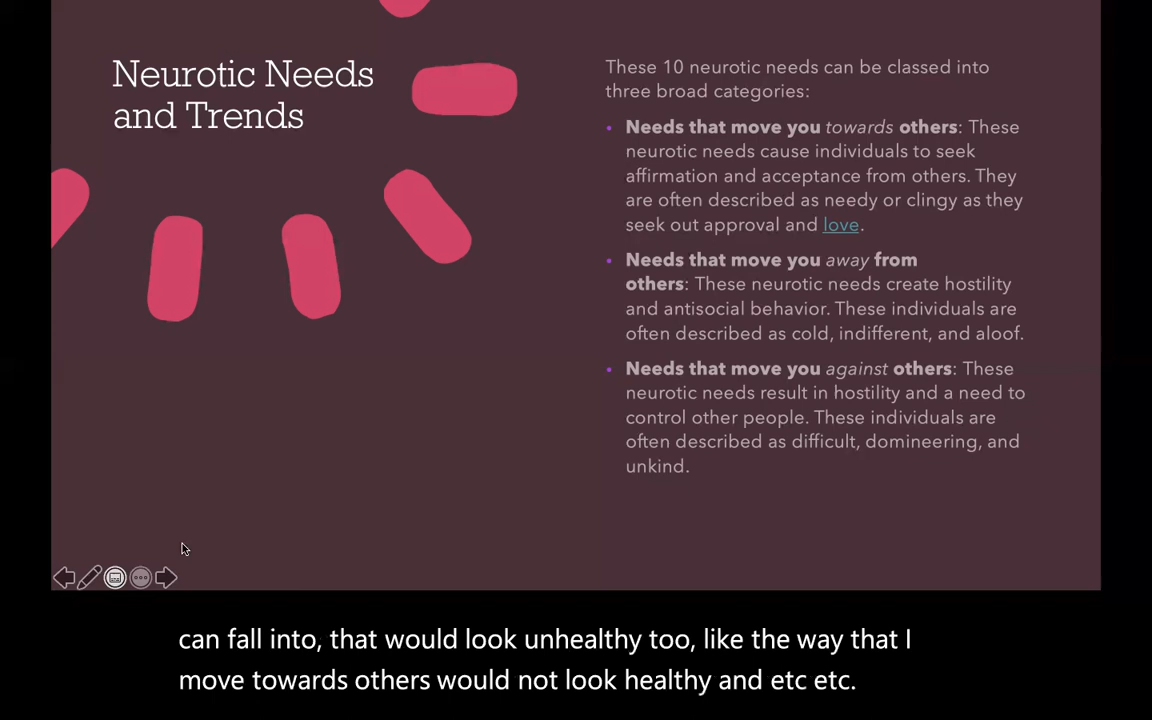 Neurotic Needs
and Trends
These 10 neurotic needs can be classed into
three broad categories:
• Needs that move you towards others: These
neurotic needs cause individuals to seek
affirmation and acceptance from others. They
are often described as needy or clingy as they
seek out approval and love.
• Needs that move you away from
others: These neurotic needs create hostility
and antisocial behavior. These individuals are
often described as cold, indifferent, and aloof.
• Needs that move you against others: These
neurotic needs result in hostility and a need to
control other people. These individuals are
often described as difficult, domineering, and
unkind.
can fall into, that would look unhealthy too, like the way that I
move towards others would not look healthy and etc etc.